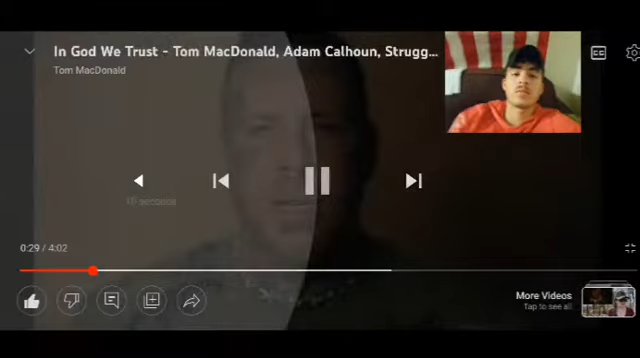 In God We Trust - Tom MacDonald, Adam Calhoun, Strugg...
Tom MacDonald
CC
10 seconds
0:29 / 4:02
More Videos
Tap to see all